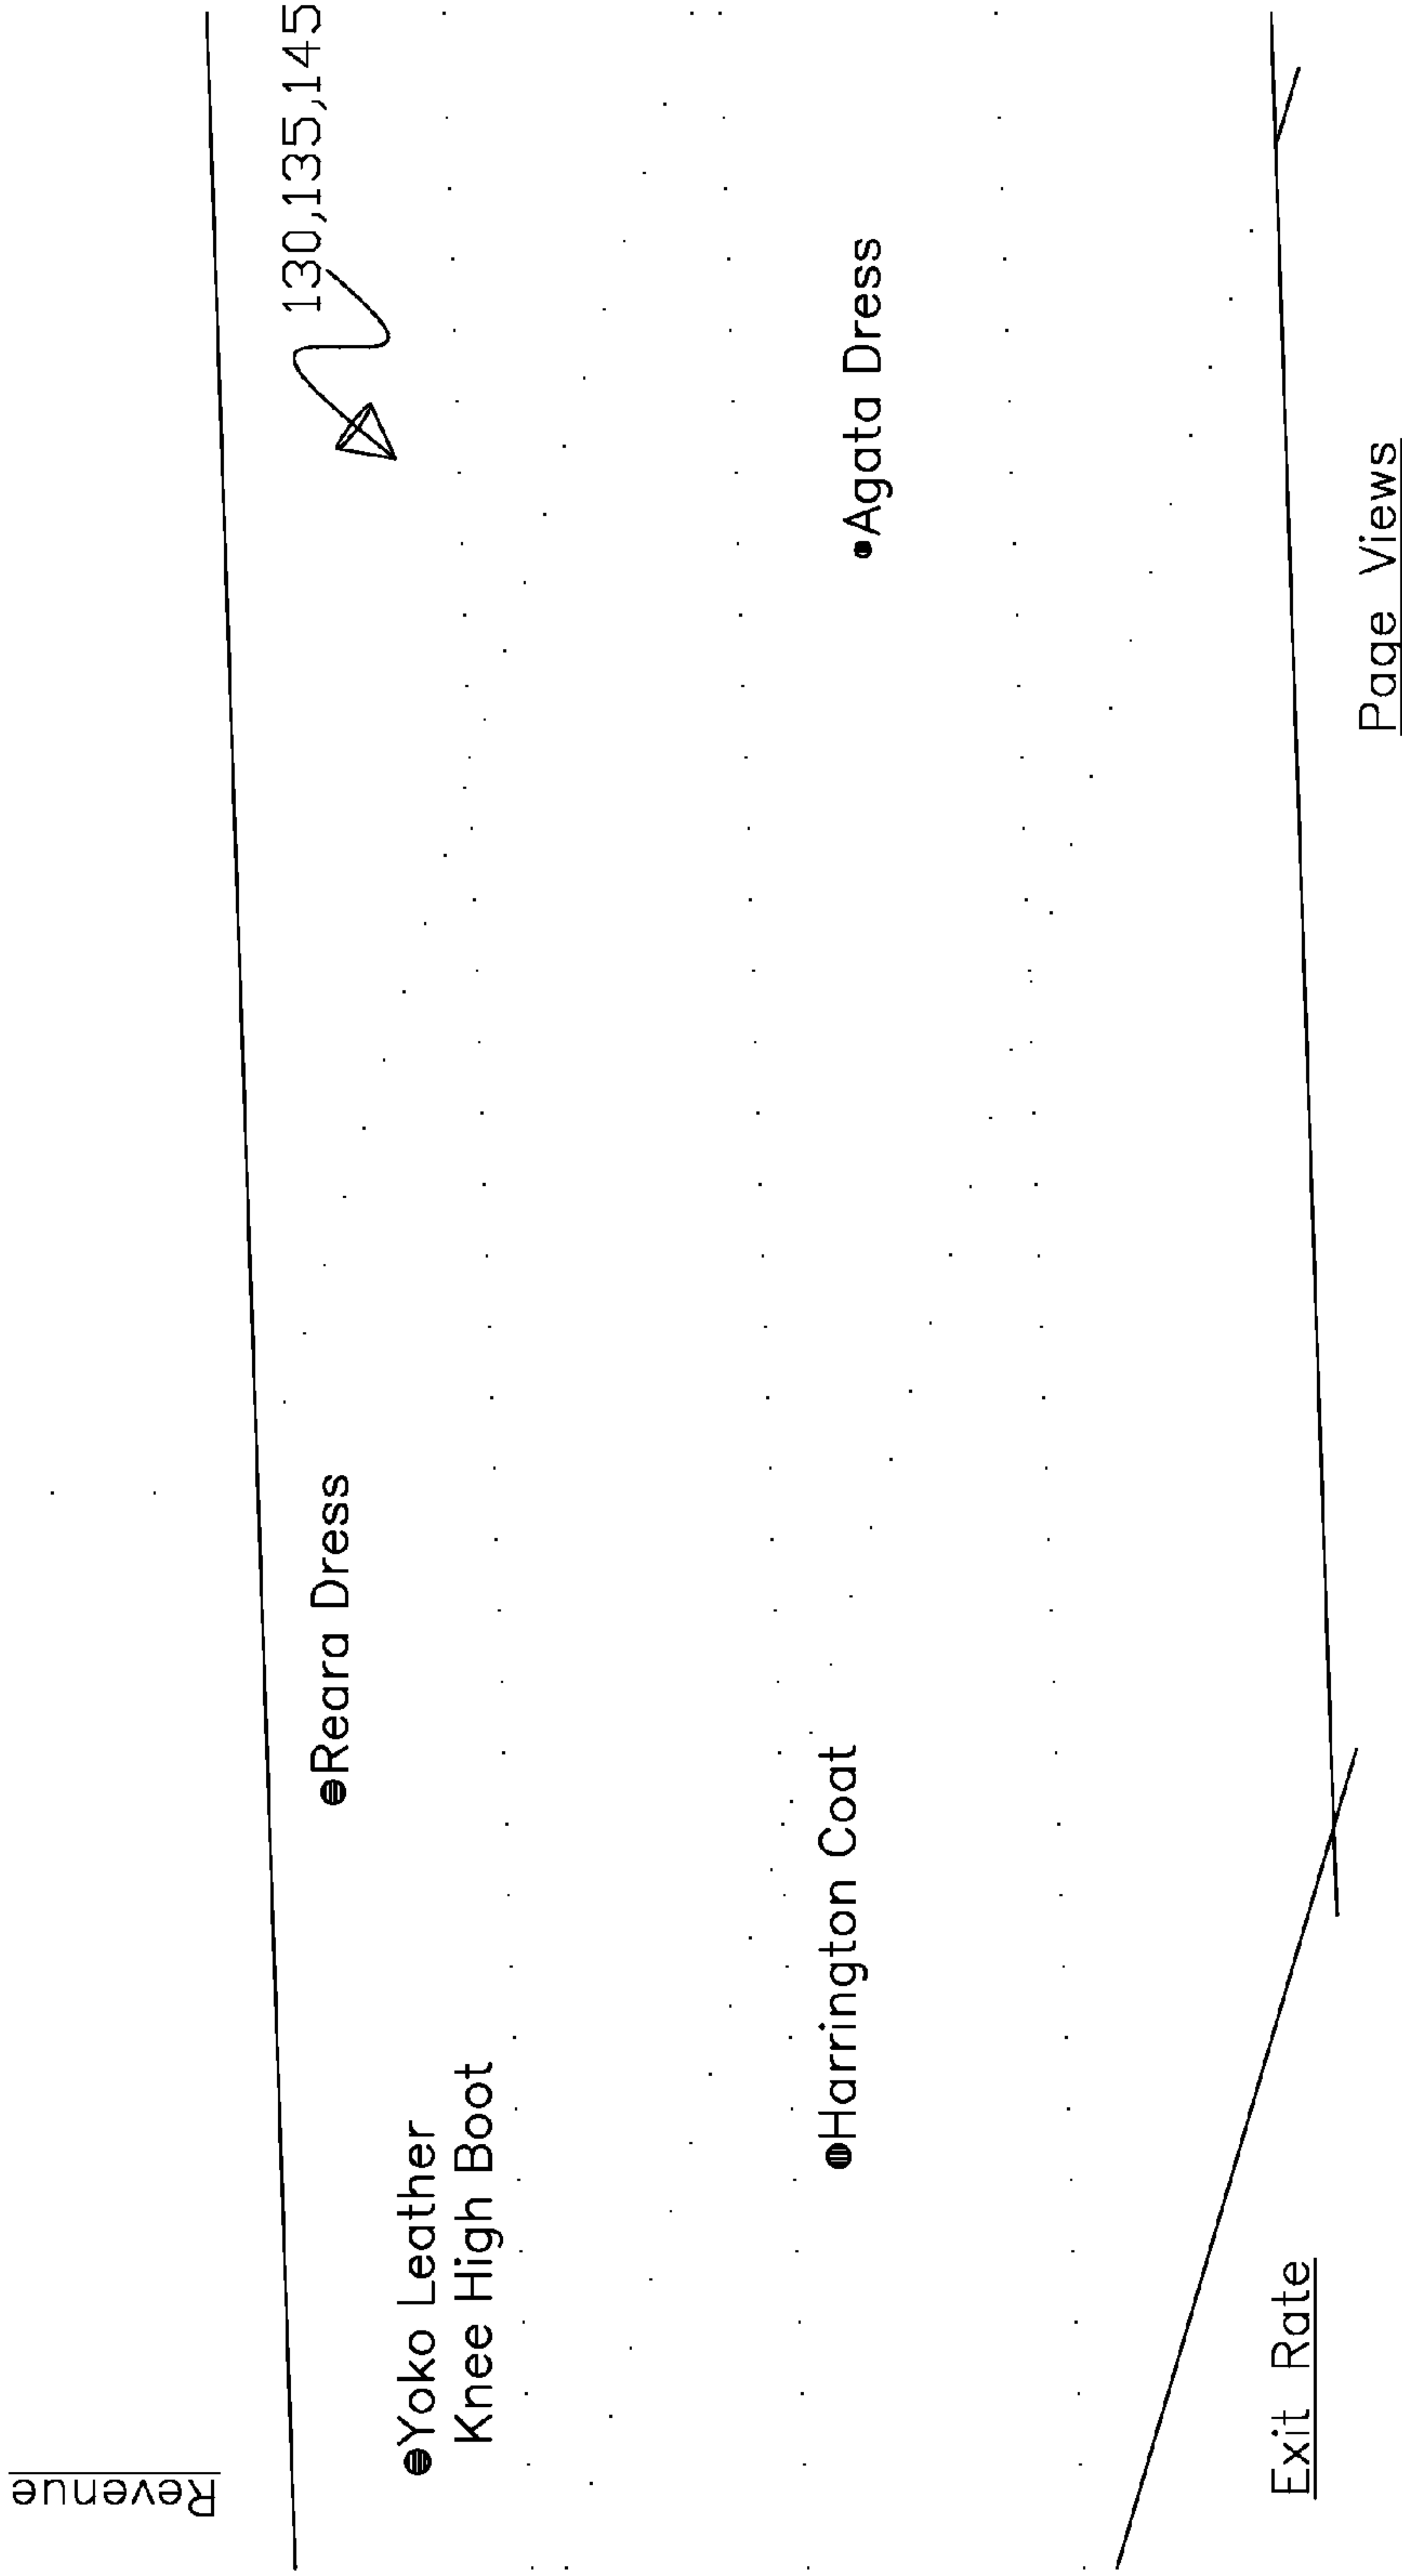 Revenue
130,135,145
Reara Dress
Yoko Leather
Knee High Boot
Agata Dress
Harrington Coat
Page Views
Exit Rate